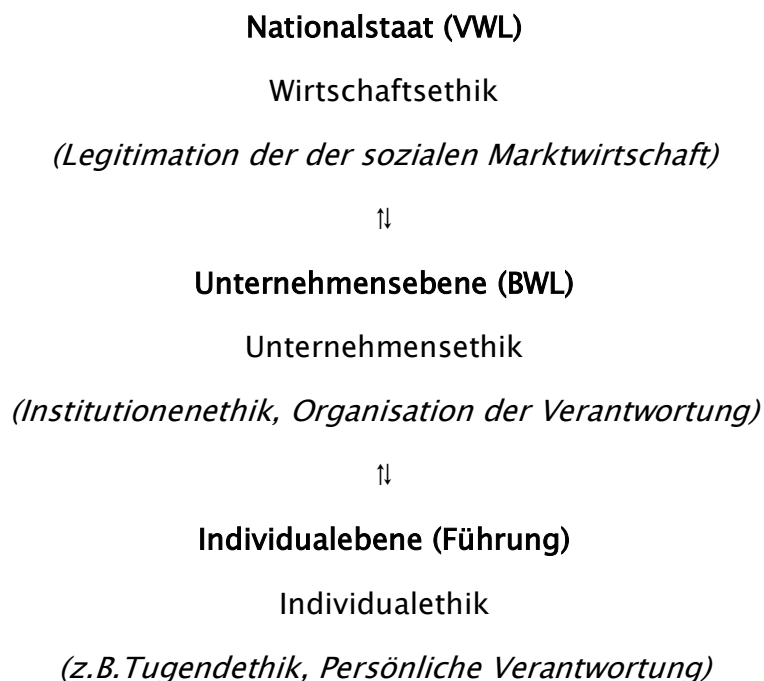 Nationalstaat (VWL)
Wirtschaftsethik
(Legitimation der der sozialen Marktwirtschaft)
⇅
Unternehmensebene (BWL)
Unternehmensethik
(Institutionenethik, Organisation der Verantwortung)
⇅
Individualebene (Führung)
Individualethik
(z.B.Tugendethik, Persönliche Verantwortung)